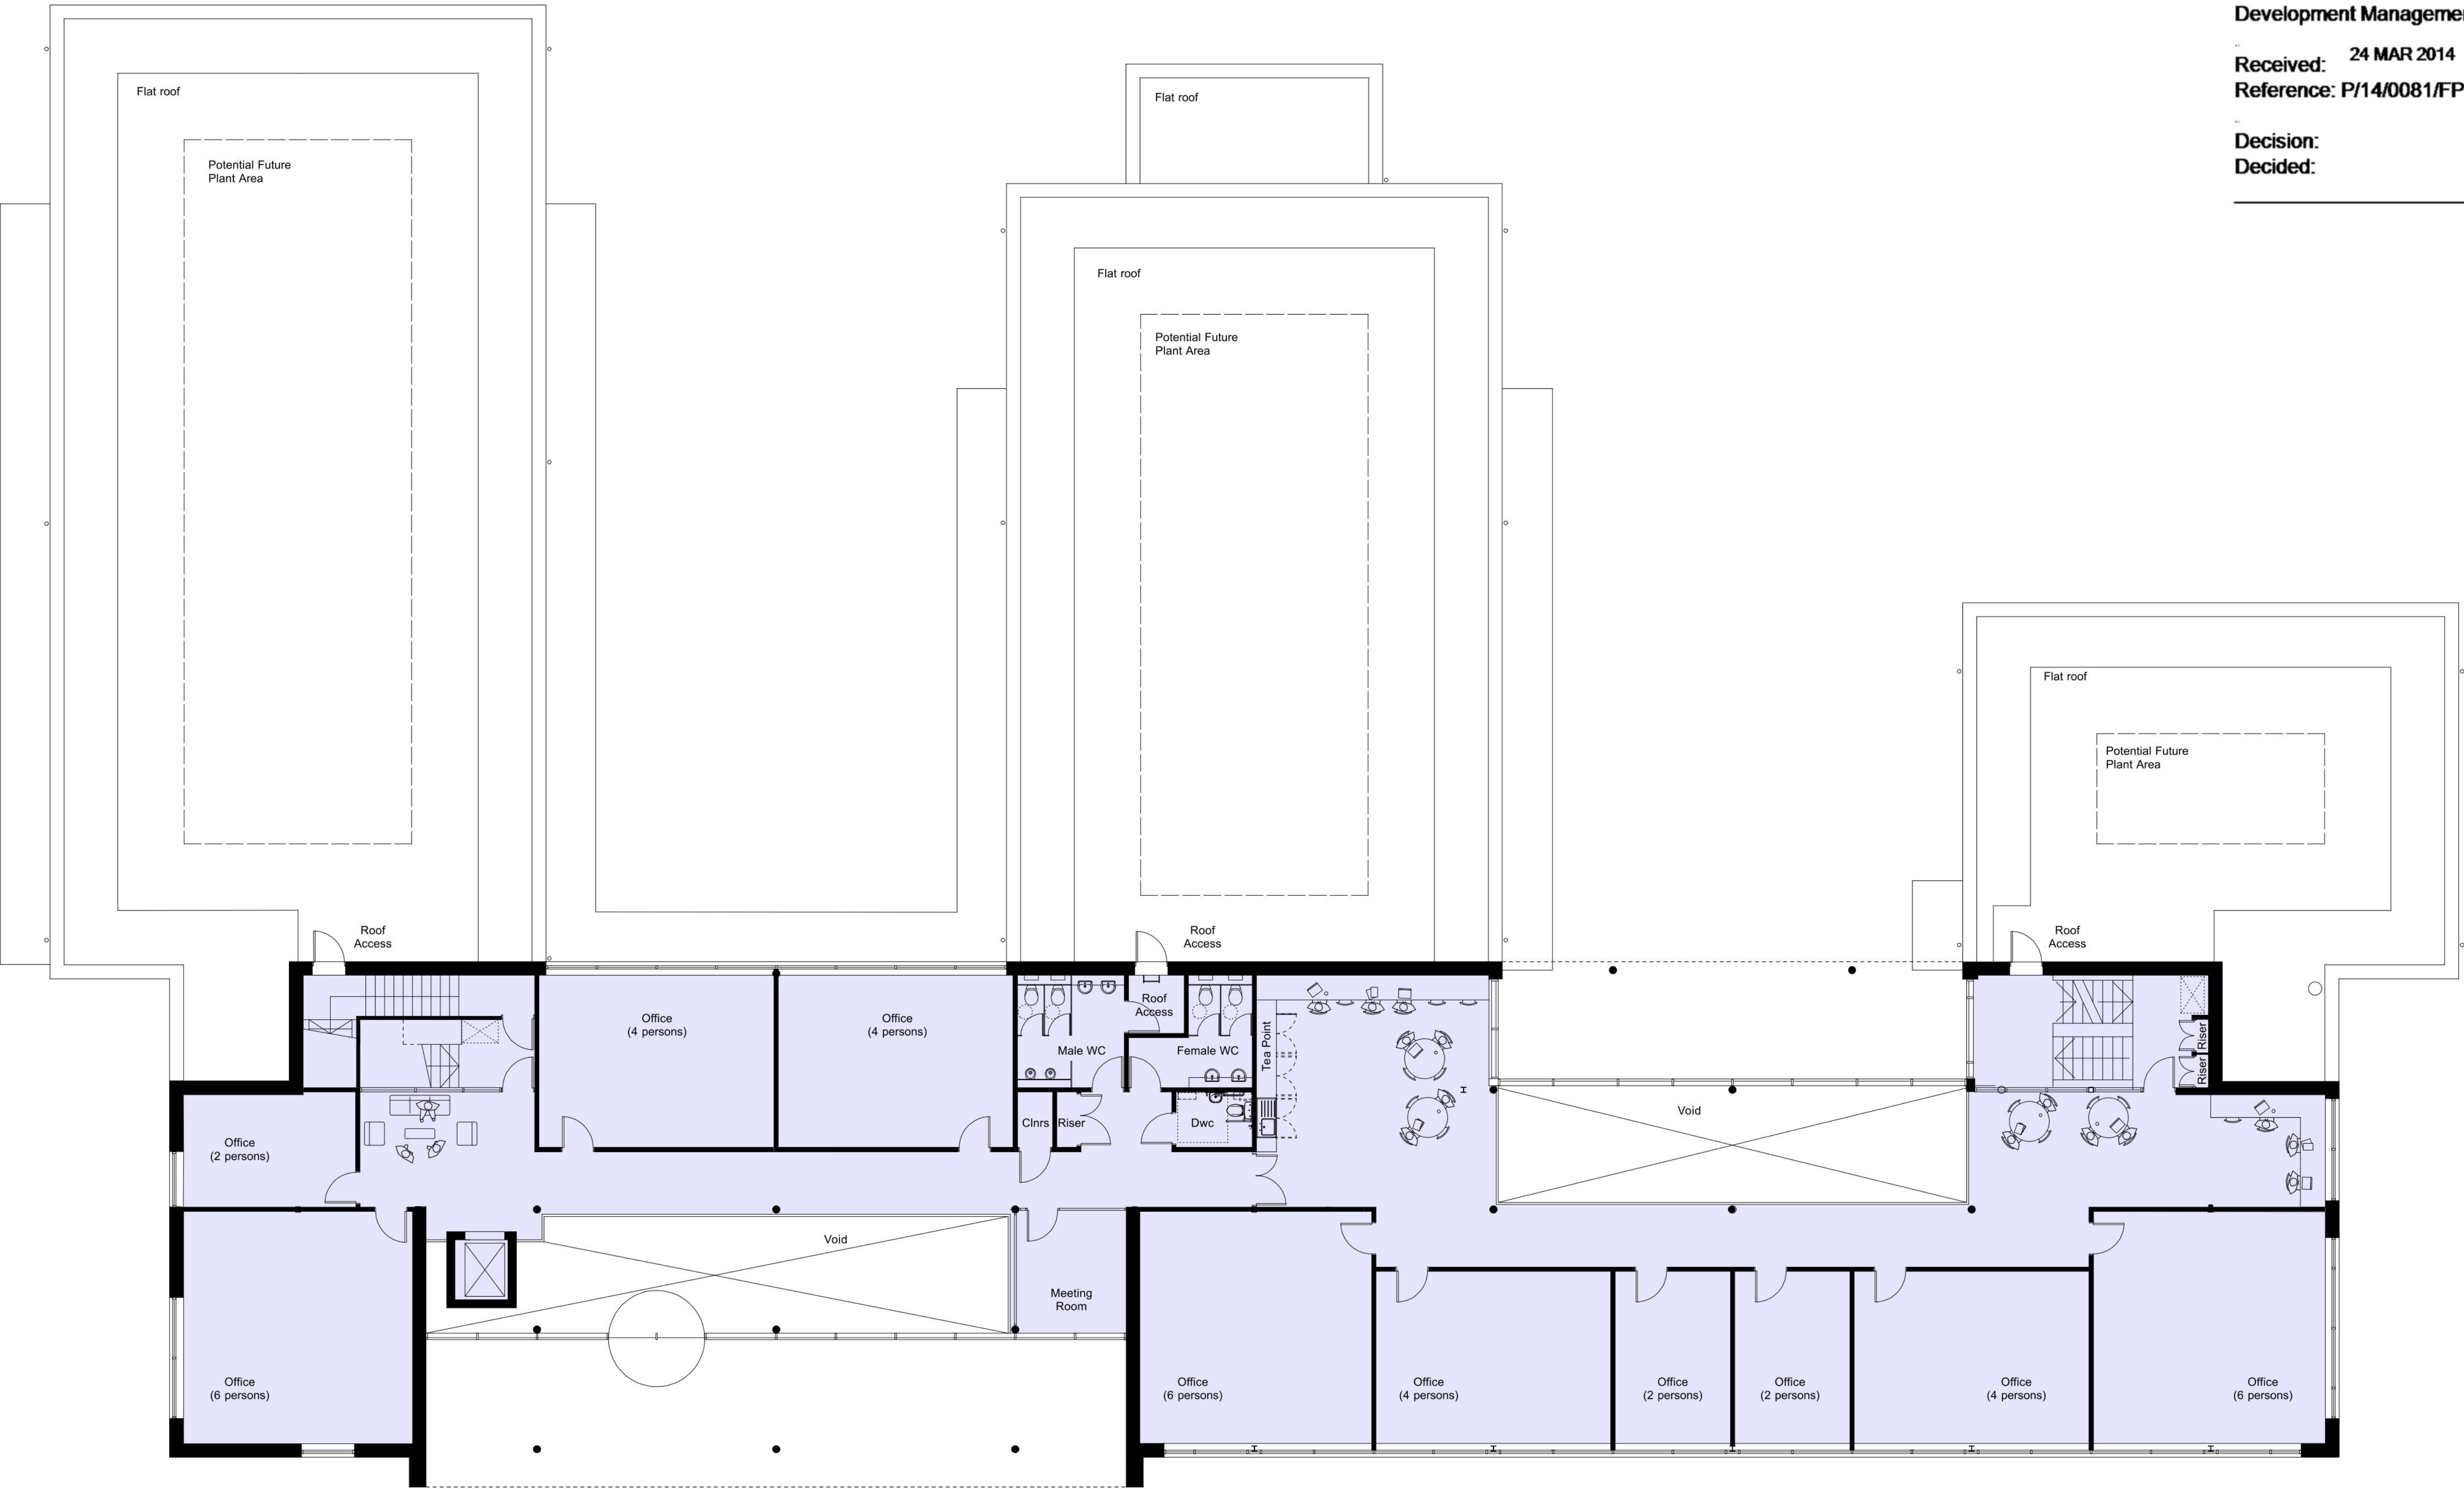 Development Managemen
Received: 24 MAR 2014
Reference: P/14/0081/FP
Decision:
Decided:
Flat roof
Potential Future
Plant Area
Flat roof
Flat roof
Potential Future
Plant Area
Flat roof
Potential Future
Plant Area
Roof
Access
Roof
Access
Roof
Access
Office
(4 persons)
Office
(4 persons)
Roof
Access
Male WC
Female WC
Tea Point
Riser
Riser
Office
(2 persons)
Clnrs
Riser
Dwc
Void
Void
Meeting
Room
Office
(6 persons)
Office
(6 persons)
Office
(4 persons)
Office
(2 persons)
Office
(2 persons)
Office
(4 persons)
Office
(6 persons)